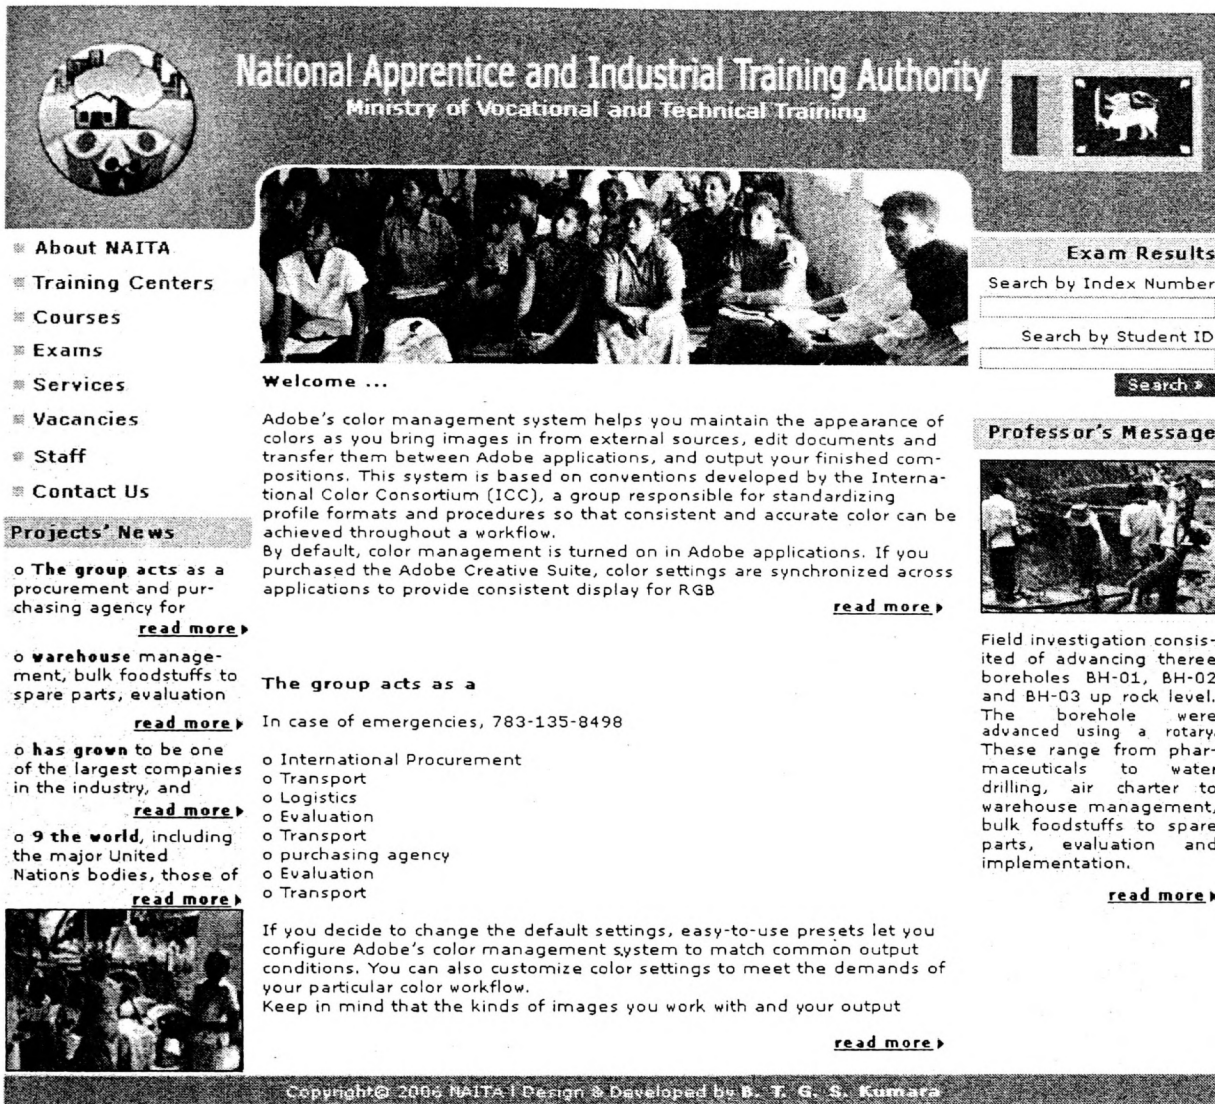 National Apprentice and Industrial Training Authority
Ministry of Vocational and Technical Training
About NAITA
Training Centers
Courses
Exams
Services
Vacancies
Staff
Contact Us
Projects' News
o The group acts as a
procurement and pur-
chasing agency for
read more
o warehouse manage-
ment, bulk foodstuffs to
spare parts, evaluation
read more
o has grown to be one
of the largest companies
in the industry, and
read more
o 9 the world, including
the major United
Nations bodies, those of
read more
Welcome ...
Adobe's color management system helps you maintain the appearance of
colors as you bring images in from external sources, edit documents and
transfer them between Adobe applications, and output your finished com-
positions. This system is based on conventions developed by the Interna-
tional Color Consortium (ICC), a group responsible for standardizing
profile formats and procedures so that consistent and accurate color can be
achieved throughout a workflow.
By default, color management is turned on in Adobe applications. If you
purchased the Adobe Creative Suite, color settings are synchronized across
applications to provide consistent display for RGB
read more
The group acts as a
In case of emergencies, 783-135-8498
o International Procurement
o Transport
o Logistics
o Evaluation
o Transport
o purchasing agency
o Evaluation
o Transport
If you decide to change the default settings, easy-to-use presets let you
configure Adobe's color management system to match common output
conditions. You can also customize color settings to meet the demands of
your particular color workflow.
Keep in mind that the kinds of images you work with and your output
read more
Exam Results
Search by Index Number
Search by Student ID
Search »
Professor's Message
Field investigation consis-
ited of advancing theree
boreholes BH-01, BH-02
and BH-03 up rock level.
The borehole were
advanced using a rotary.
These range from phar-
maceuticals to water
drilling, air charter to
warehouse management,
bulk foodstuffs to spare
parts, evaluation and
implementation.
read more
Copyright© 2006 NAITA | Design & Developed by B. T. G. S. Kumara